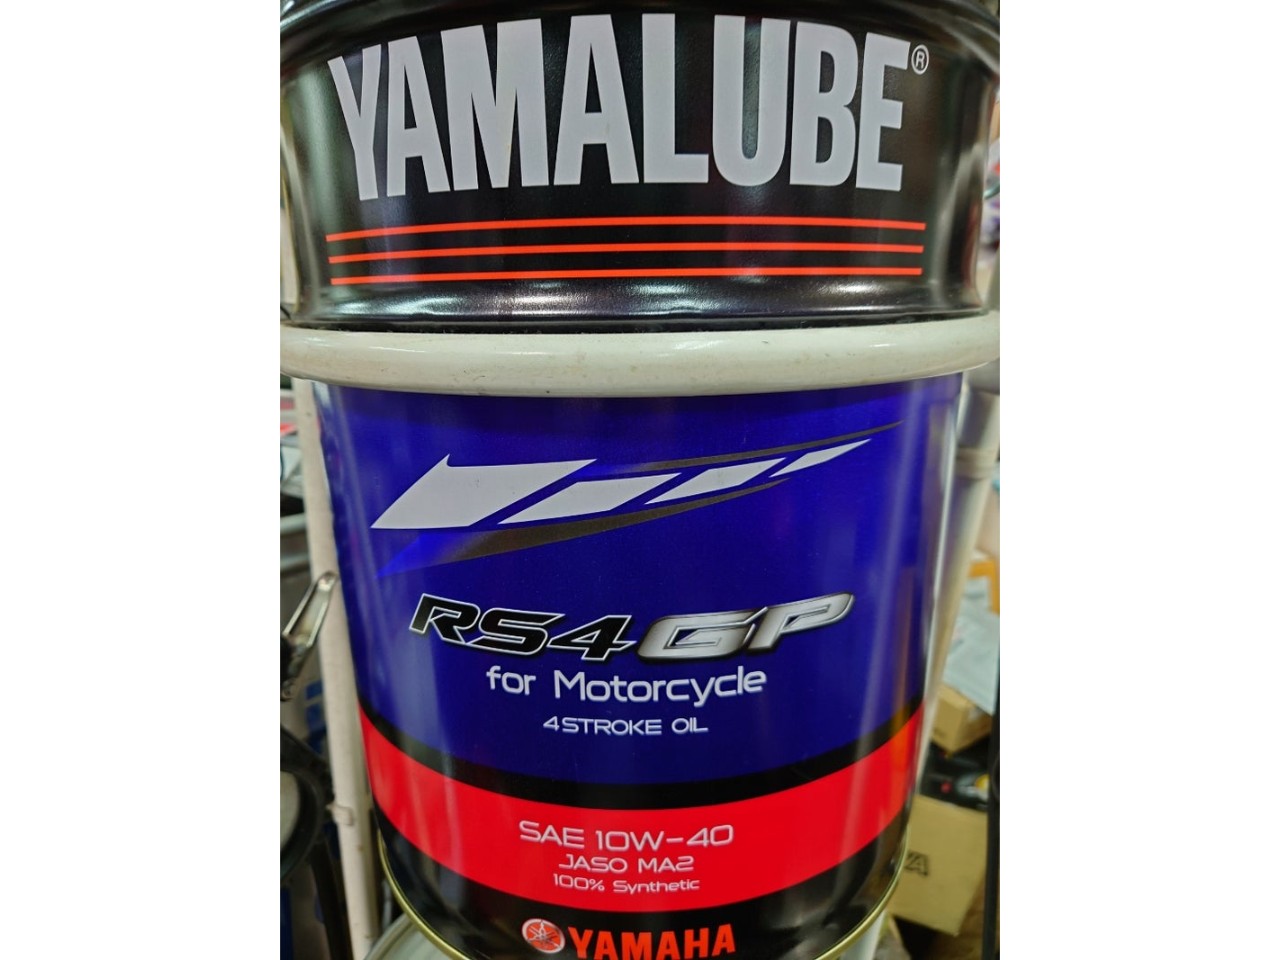 YAMALUBE®
RS4GP
for Motorcycle
4STROKE OIL
SAE 10W-40
JASO MA2
100% Synthetic
YAMAHA